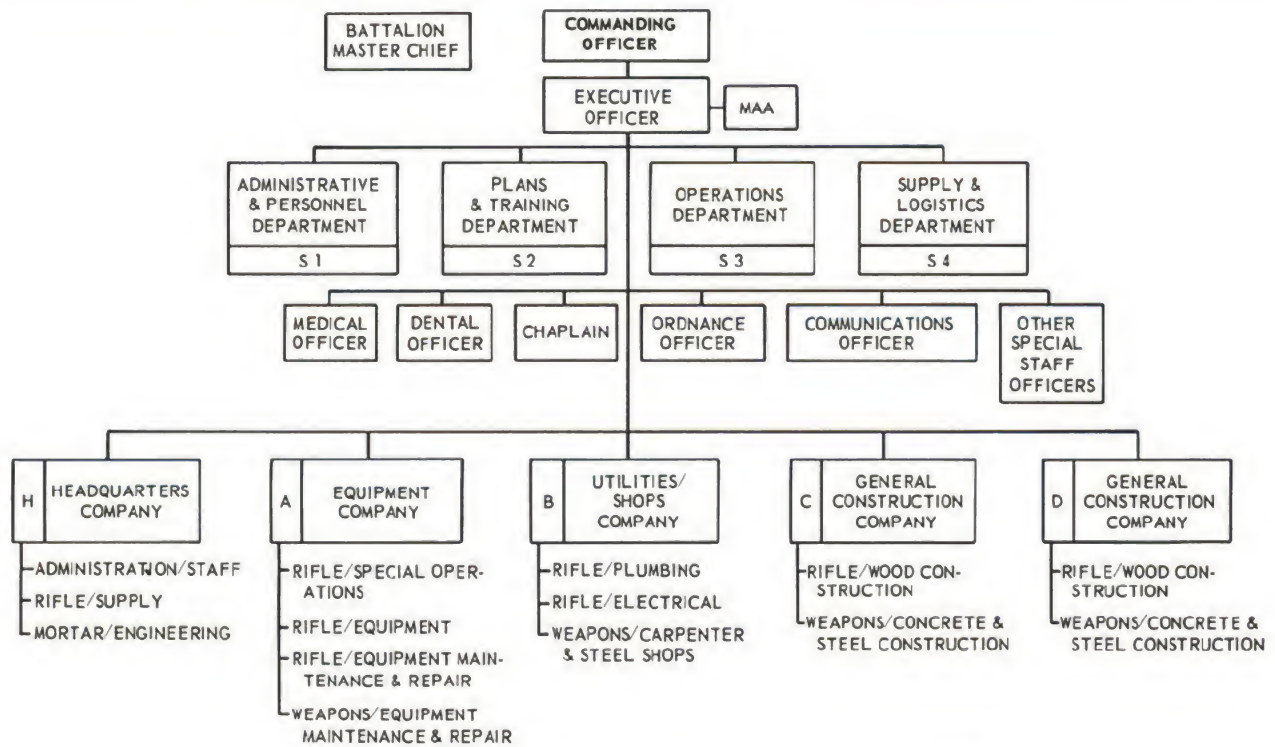 BATTALION
MASTER CHIEF
COMMANDING
OFFICER
EXECUTIVE
OFFICER
MAA
ADMINISTRATIVE
& PERSONNEL
DEPARTMENT
S 1
PLANS
& TRAINING
DEPARTMENT
S 2
OPERATIONS
DEPARTMENT
S 3
SUPPLY &
LOGISTICS
DEPARTMENT
S 4
MEDICAL
OFFICER
DENTAL
OFFICER
CHAPLAIN
ORDNANCE
OFFICER
COMMUNICATIONS
OFFICER
OTHER
SPECIAL
STAFF
OFFICERS
H
HEADQUARTERS
COMPANY
ADMINISTRATION/STAFF
RIFLE/SUPPLY
MORTAR/ENGINEERING
A
EQUIPMENT
COMPANY
RIFLE/SPECIAL OPER-
ATIONS
RIFLE/EQUIPMENT
RIFLE/EQUIPMENT MAIN-
TENANCE & REPAIR
WEAPONS/EQUIPMENT
MAINTENANCE & REPAIR
B
UTILITIES/
SHOPS
COMPANY
RIFLE/PLUMBING
RIFLE/ELECTRICAL
WEAPONS/CARPENTER
& STEEL SHOPS
C
GENERAL
CONSTRUCTION
COMPANY
RIFLE/WOOD CON-
STRUCTION
WEAPONS/CONCRETE &
STEEL CONSTRUCTION
D
GENERAL
CONSTRUCTION
COMPANY
RIFLE/WOOD CON-
STRUCTION
WEAPONS/CONCRETE &
STEEL CONSTRUCTION